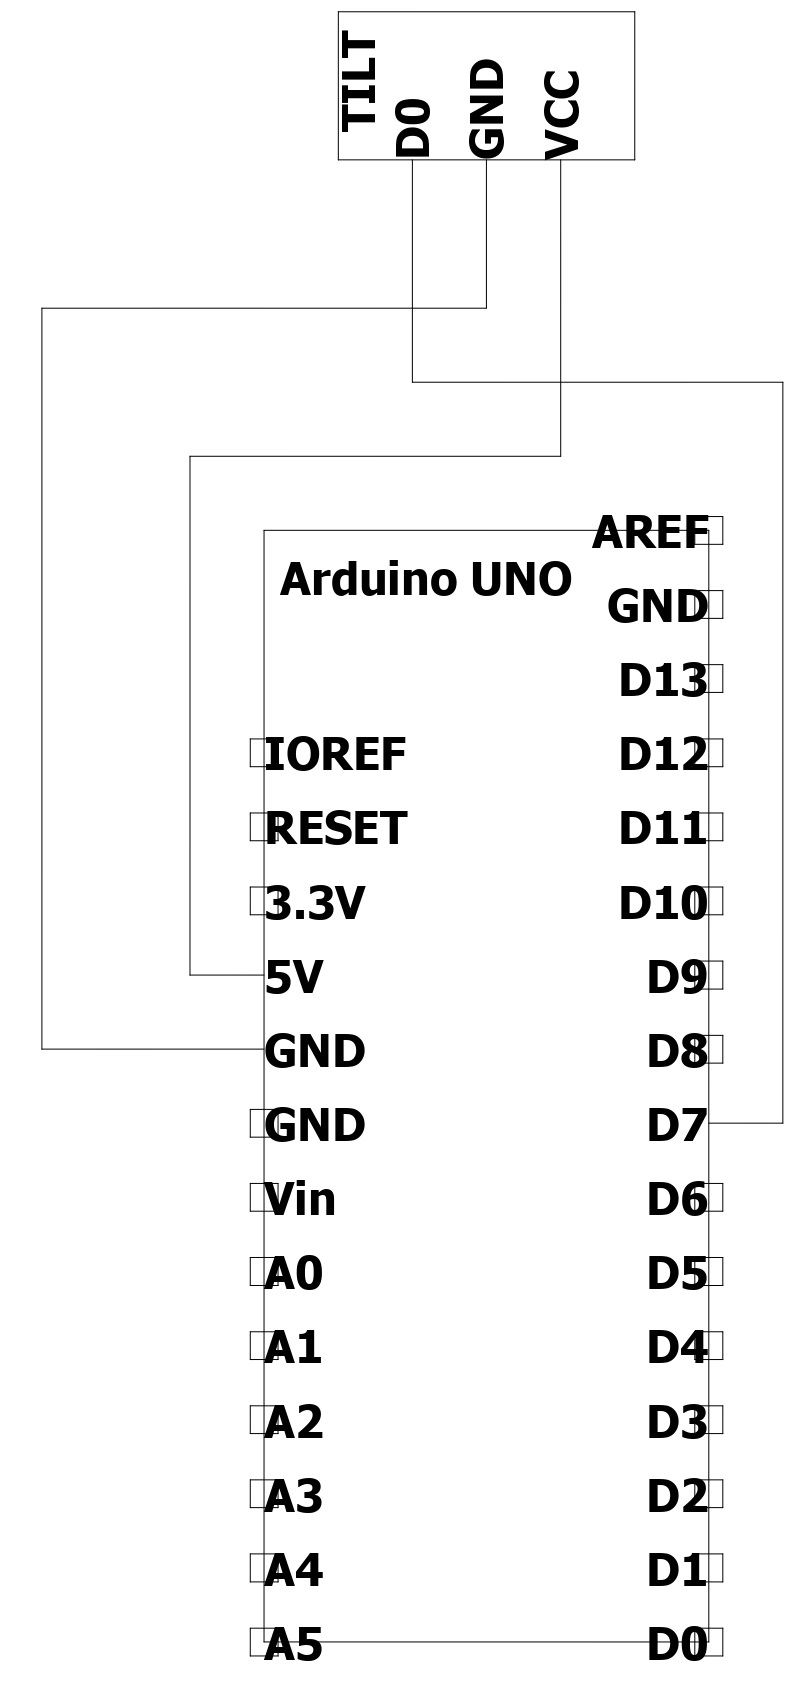 TILT
D0
GND
VCC
Arduino UNO
AREF
GND
D13
IOREF
D12
RESET
D11
3.3V
D10
5V
D9
GND
D8
GND
D7
Vin
D6
A0
D5
A1
D4
A2
D3
A3
D2
A4
D1
A5
D0